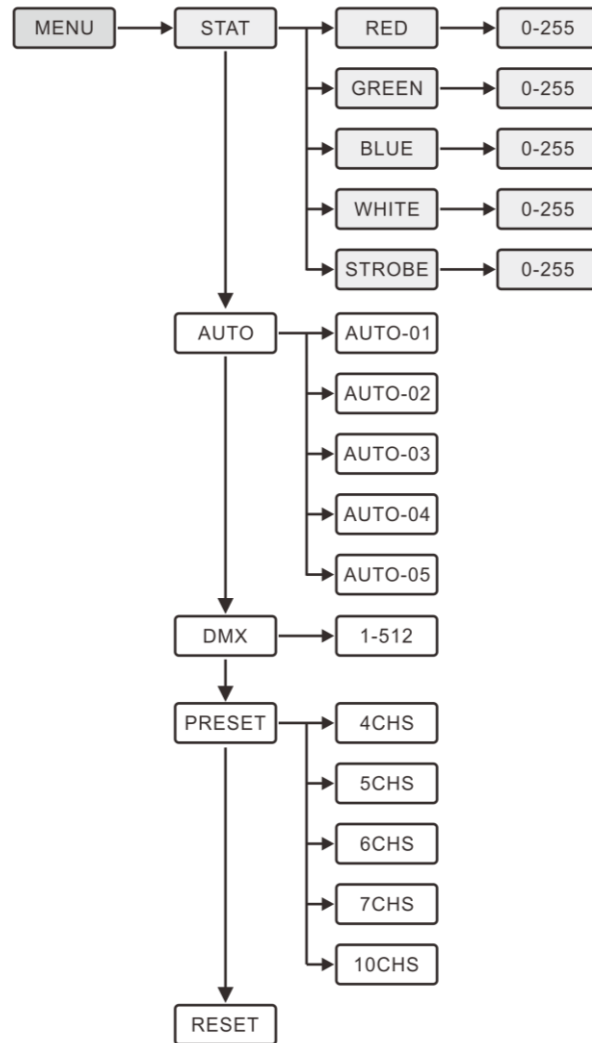 MENU STAT RED 0-255
GREEN 0-255
BLUE 0-255
WHITE 0-255
STROBE 0-255
AUTO AUTO-01
AUTO-02
AUTO-03
AUTO-04
AUTO-05
DMX 1-512
PRESET 4CHS
5CHS
6CHS
7CHS
10CHS
RESET